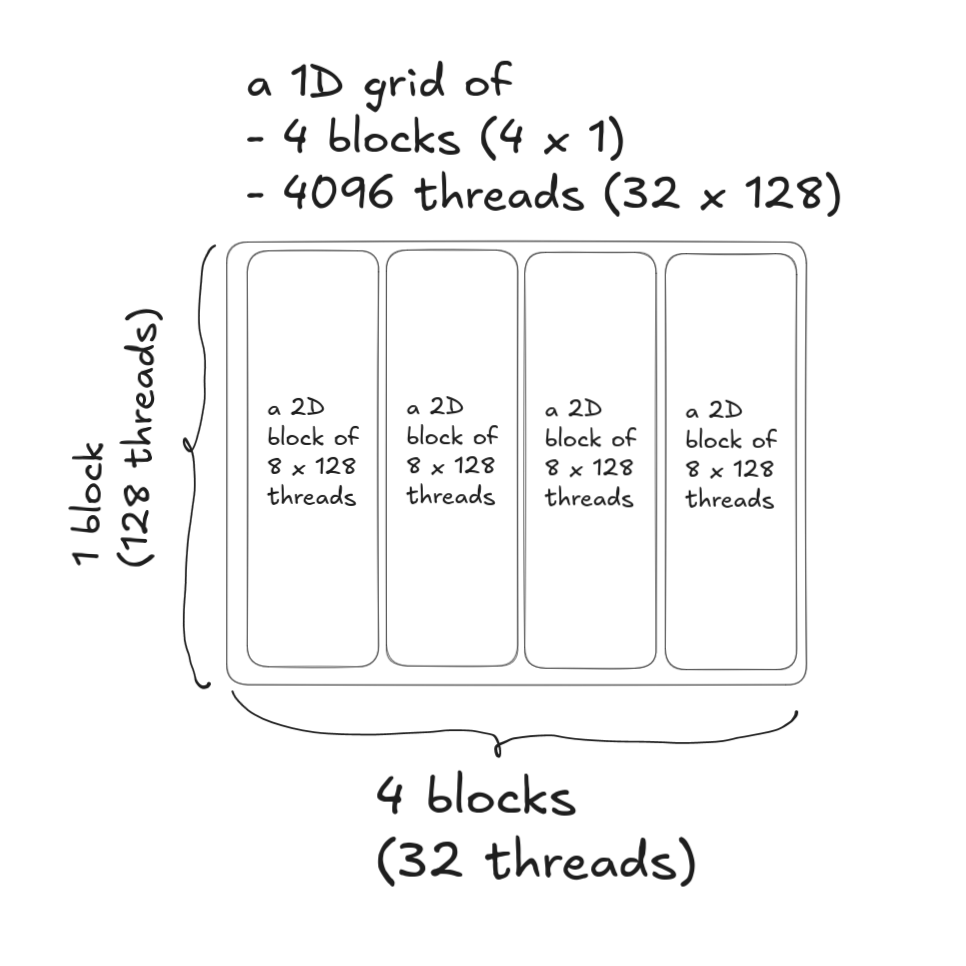 a 1D grid of
- 4 blocks (4 x 1)
- 4096 threads (32 x 128)
1 block
(128 threads)
a 2D
block of
8 x 128
threads
a 2D
block of
8 x 128
threads
a 2D
block of
8 x 128
threads
a 2D
block of
8 x 128
threads
4 blocks
(32 threads)